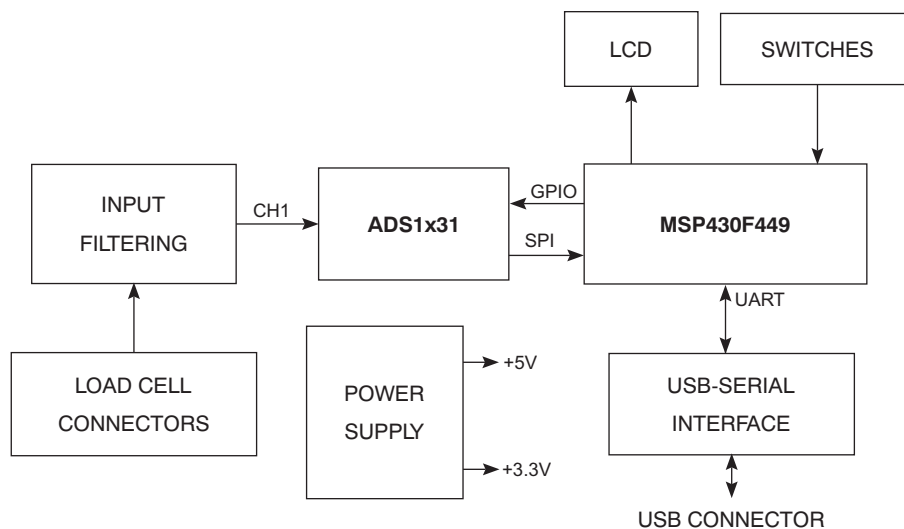 LCD
SWITCHES
INPUT
FILTERING
CH1
ADS1x31
GPIO
SPI
MSP430F449
UART
LOAD CELL
CONNECTORS
POWER
SUPPLY
+5V
+3.3V
USB-SERIAL
INTERFACE
USB CONNECTOR